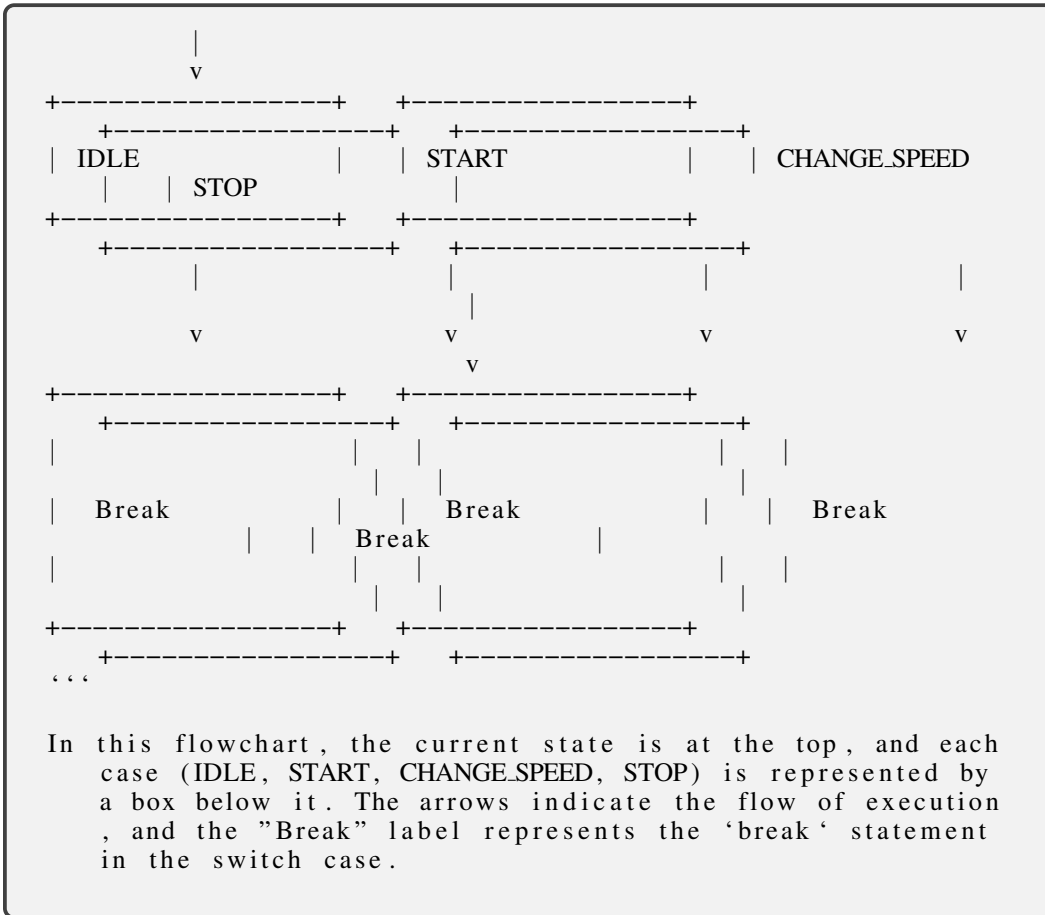 |
v
+-----------------+   +-----------------+
+-----------------+   +-----------------+
| IDLE            |   | START           |   | CHANGE_SPEED
|   | STOP            |
+-----------------+   +-----------------+
+-----------------+   +-----------------+
|               |               |               |
|
v               v               v               v
v
+-----------------+   +-----------------+
+-----------------+   +-----------------+
|                  |   |                  |   |
|   |                  |
|  Break          |   |  Break               |   |  Break
|   |  Break          |
|                  |   |                  |   |
|   |                  |
+-----------------+   +-----------------+
+-----------------+   +-----------------+
‘‘‘
In this flowchart, the current state is at the top, and each
case (IDLE, START, CHANGE_SPEED, STOP) is represented by
a box below it. The arrows indicate the flow of execution
, and the ”Break” label represents the ‘break‘ statement
in the switch case.